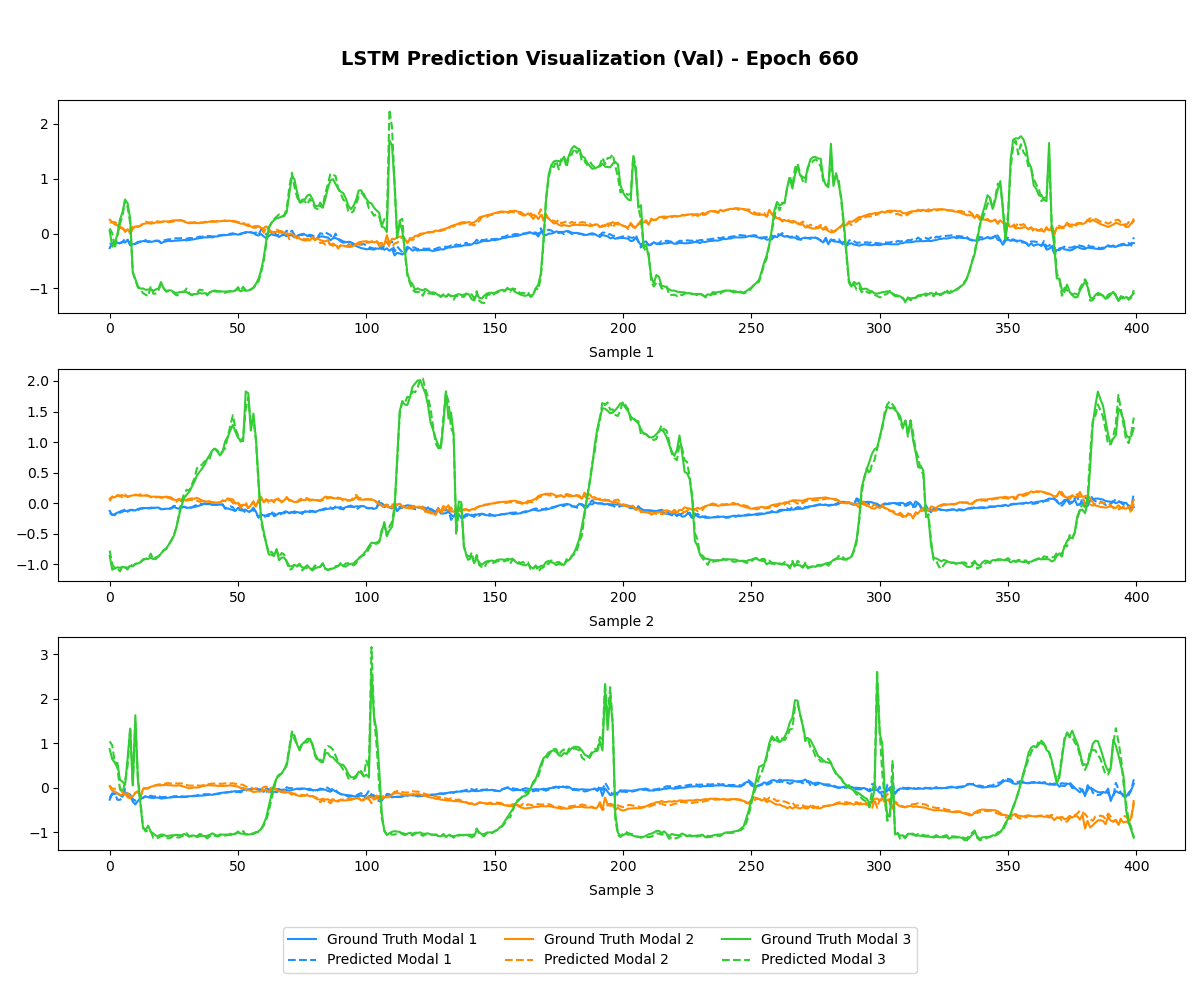 LSTM Prediction Visualization (Val) - Epoch 660
2
1
0
−1
0 50 100 150 200 250 300 350 400
Sample 1
2.0
1.5
1.0
0.5
0.0
−0.5
−1.0
0 50 100 150 200 250 300 350 400
Sample 2
3
2
1
0
−1
0 50 100 150 200 250 300 350 400
Sample 3
Ground Truth Modal 1 Ground Truth Modal 2 Ground Truth Modal 3
Predicted Modal 1 Predicted Modal 2 Predicted Modal 3